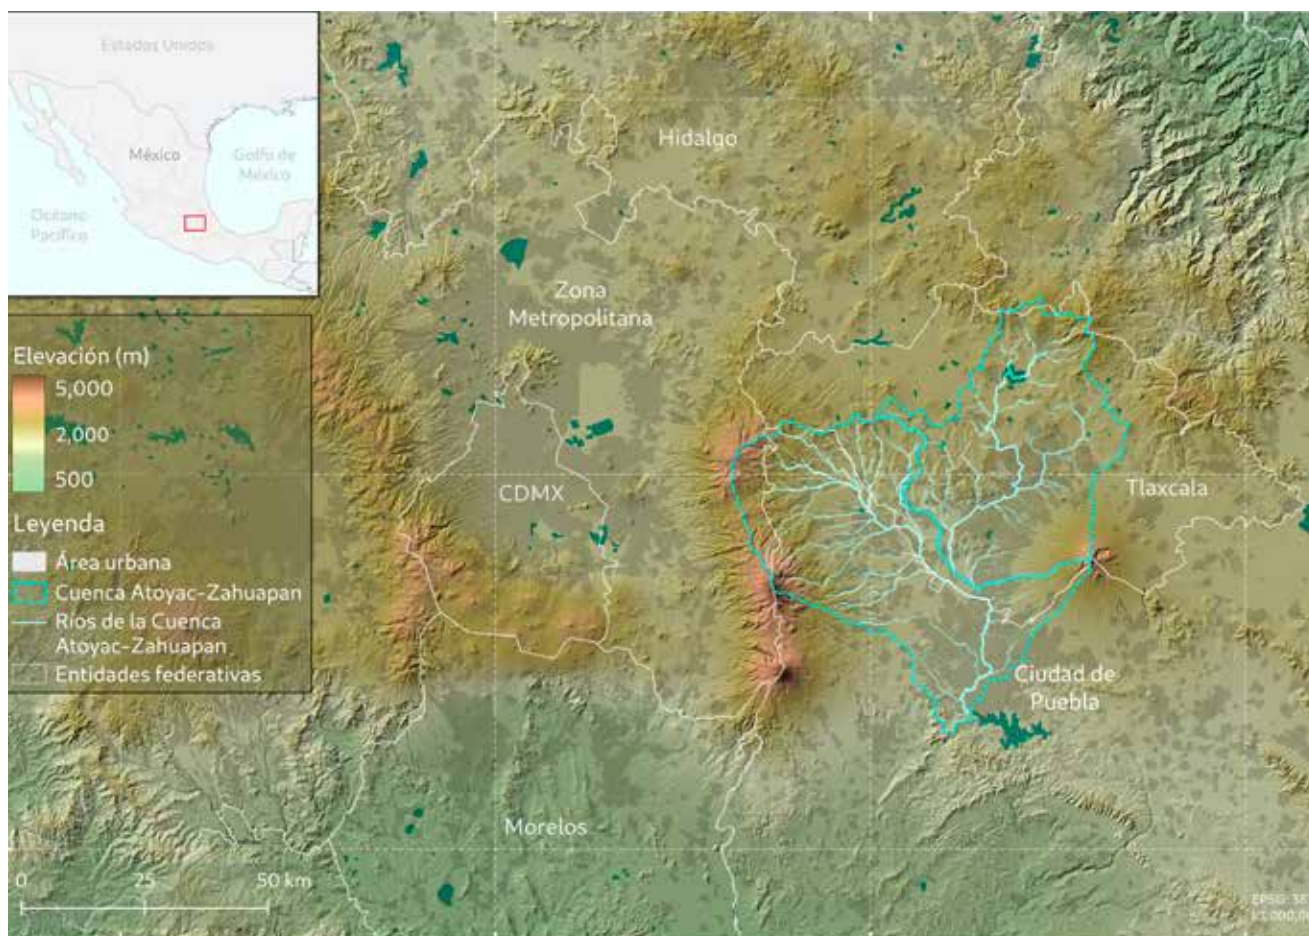 Estados Unidos
México
Golfo de
México
Océano
Pacífico
Hidalgo
Zona
Metropolitana
Elevación (m)
5,000
2,000
500
CDMX
Tlaxcala
Leyenda
Área urbana
Cuenca Atoyac-Zahuapan
Ríos de la Cuenca
Atoyac-Zahuapan
Entidades federativas
Ciudad de
Puebla
Morelos
0 25 50 km